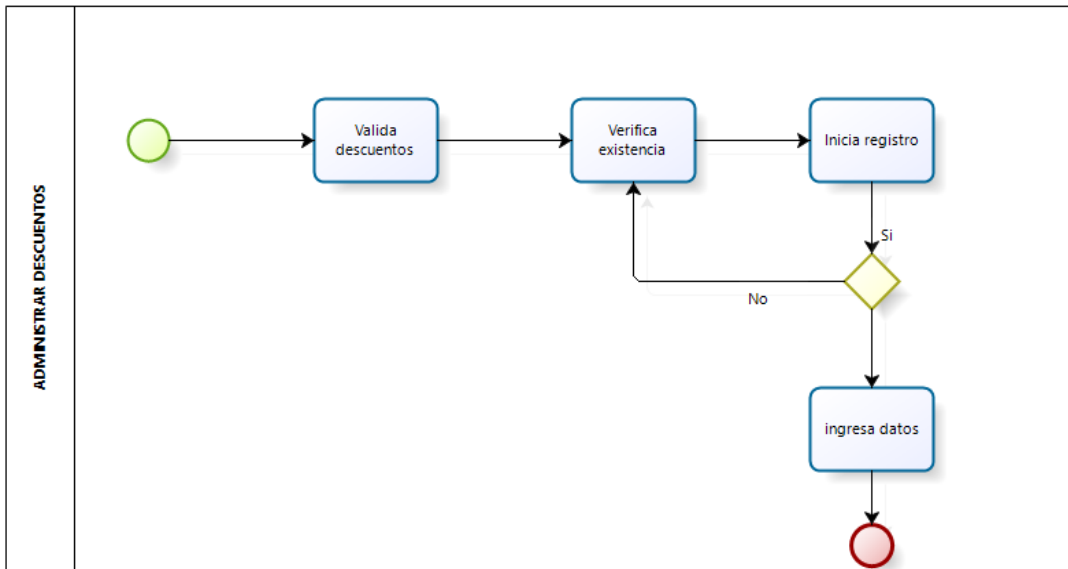 ADMINISTRAR DESCUENTOS
Valida
descuentos
Verifica
existencia
Inicia registro
Si
No
ingresa datos